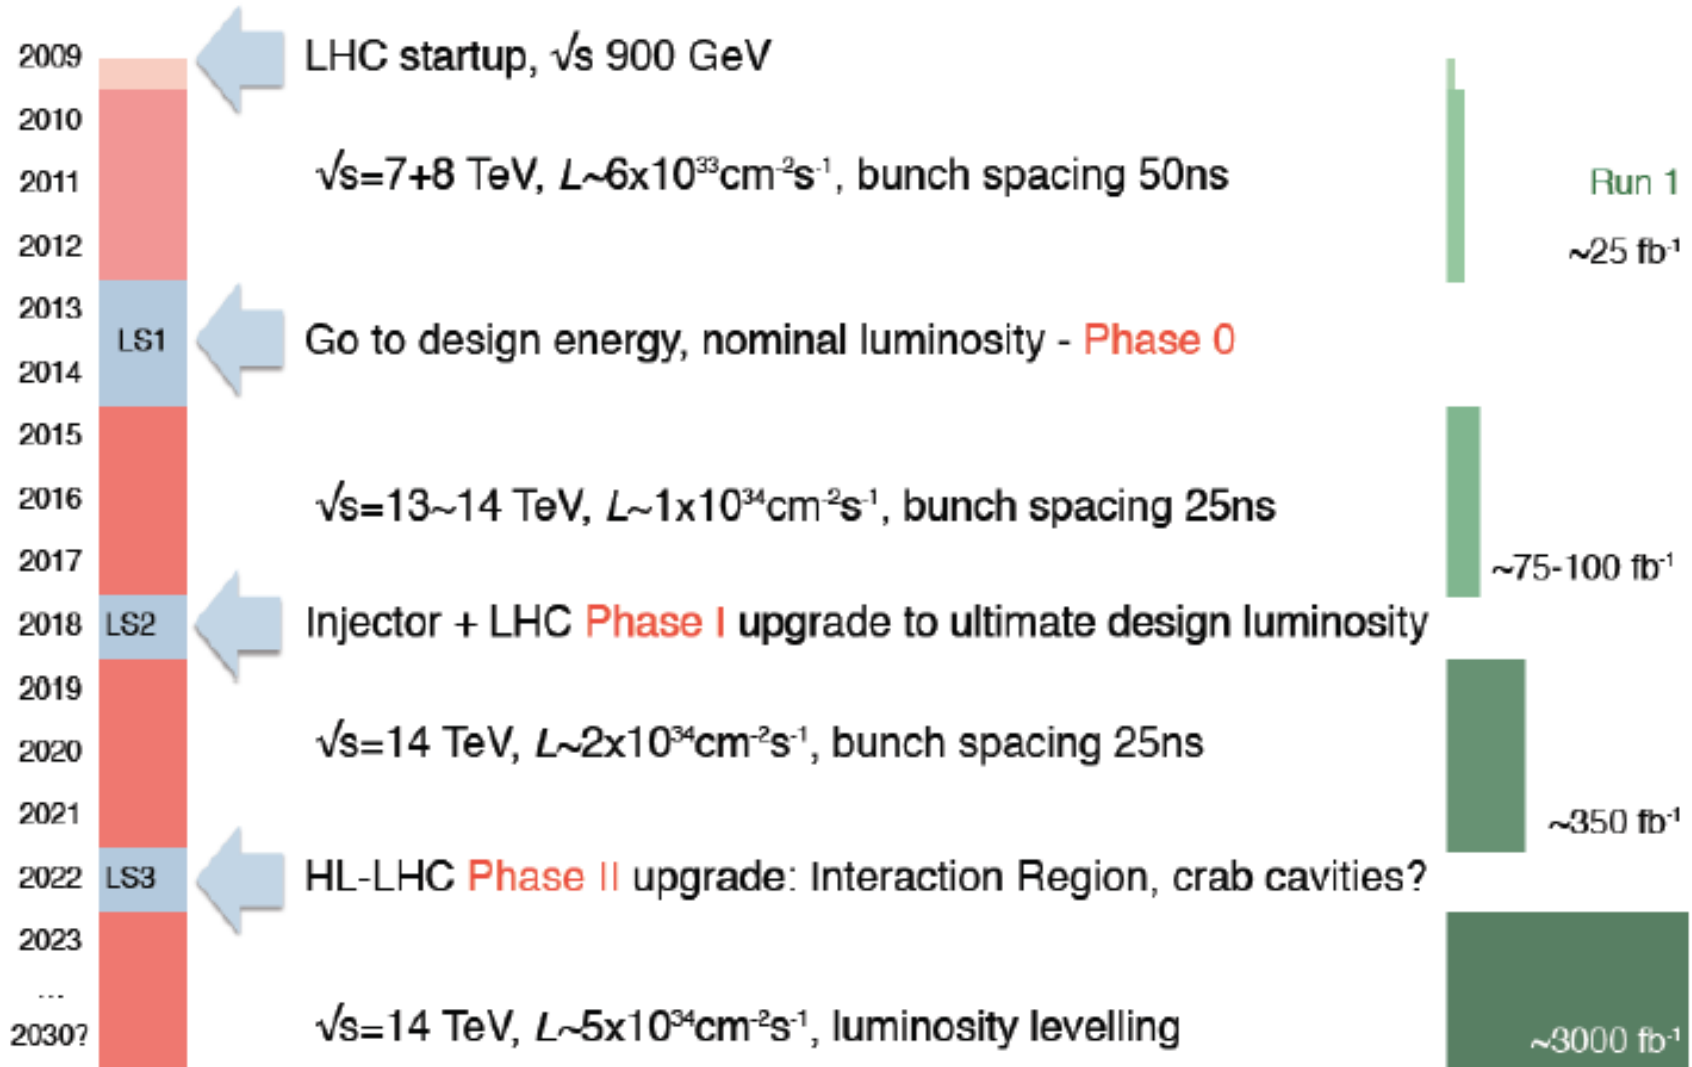 2009 LHC startup, √s 900 GeV
2010
√s=7+8 TeV, L~6x10³³cm⁻²s⁻¹, bunch spacing 50ns
2011 Run 1
2012 ~25 fb⁻¹
2013
LS1 Go to design energy, nominal luminosity - Phase 0
2014
2015
2016 √s=13~14 TeV, L~1x10³⁴cm⁻²s⁻¹, bunch spacing 25ns
2017 ~75-100 fb⁻¹
2018 LS2 Injector + LHC Phase I upgrade to ultimate design luminosity
2019
2020 √s=14 TeV, L~2x10³⁴cm⁻²s⁻¹, bunch spacing 25ns
2021 ~350 fb⁻¹
2022 LS3 HL-LHC Phase II upgrade: Interaction Region, crab cavities?
2023
...
2030? √s=14 TeV, L~5x10³⁴cm⁻²s⁻¹, luminosity levelling ~3000 fb⁻¹